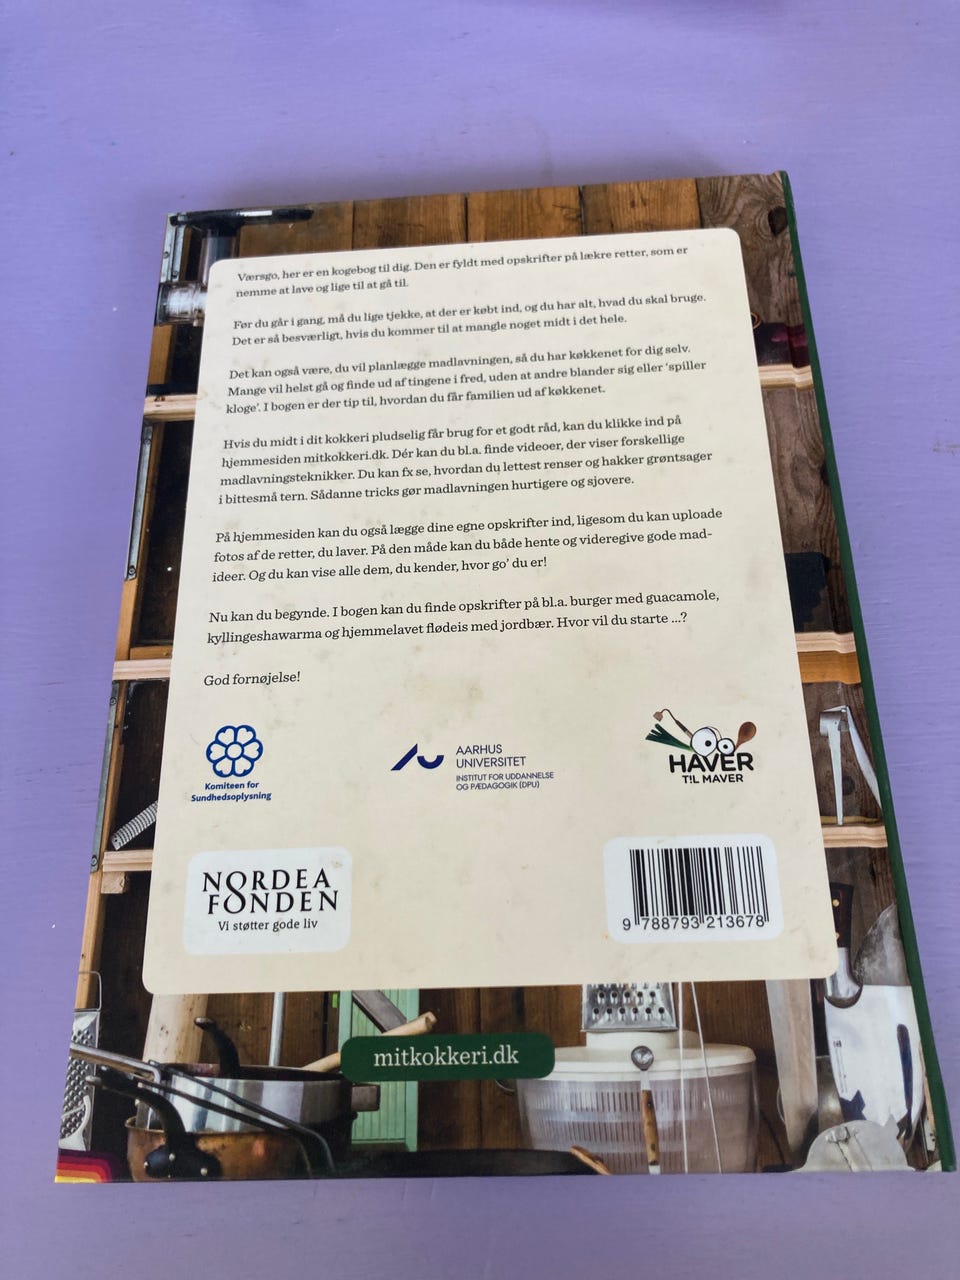 Værsgo, her er en kogebog til dig. Den er fyldt med opskrifter på lækre retter, som er
nemme at lave og lige til at gå til.
Før du går i gang, må du lige tjekke, at der er købt ind, og du har alt, hvad du skal bruge.
Det er så besværligt, hvis du kommer til at mangle noget midt i det hele.
Det kan også være, du vil planlægge madlavningen, så du har køkkenet for dig selv.
Mange vil helst gå og finde ud af tingene i fred, uden at andre blander sig eller ‘spiller
kloge’. I bogen er der tip til, hvordan du får familien ud af køkkenet.
Hvis du midt i dit kokkeri pludselig får brug for et godt råd, kan du klikke ind på
hjemmesiden mitkokkeri.dk. Dér kan du bl.a. finde videoer, der viser forskellige
madlavningsteknikker. Du kan fx se, hvordan du lettest renser og hakker grøntsager
i bittesmå tern. Sådanne tricks gør madlavningen hurtigere og sjovere.
På hjemmesiden kan du også lægge dine egne opskrifter ind, ligesom du kan uploade
fotos af de retter, du laver. På den måde kan du både hente og videregive gode mad-
ideer. Og du kan vise alle dem, du kender, hvor go’ du er!
Nu kan du begynde. I bogen kan du finde opskrifter på bl.a. burger med guacamole,
kyllingeshawarma og hjemmelavet flødeis med jordbær. Hvor vil du starte ...?
God fornøjelse!
Komiteen for
Sundhedsoplysning
AARHUS
UNIVERSITET
INSTITUT FOR UDDANNELSE
OG PÆDAGOGIK (DPU)
HAVER
T!L MAVER
NORDEA
FONDEN
Vi støtter gode liv
9 788793 213678
mitkokkeri.dk